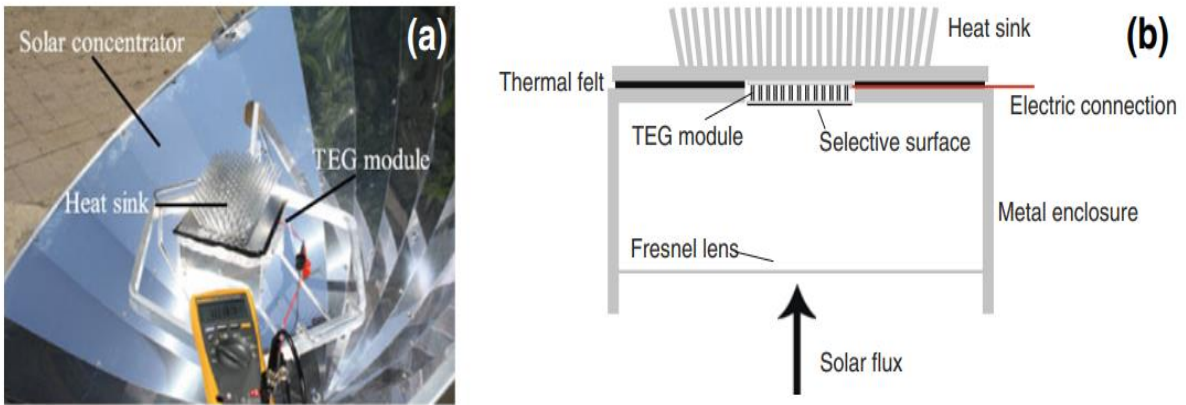 (a)
Solar concentrator
TEG module
Heat sink
(b)
Heat sink
Thermal felt
Electric connection
TEG module
Selective surface
Metal enclosure
Fresnel lens
Solar flux